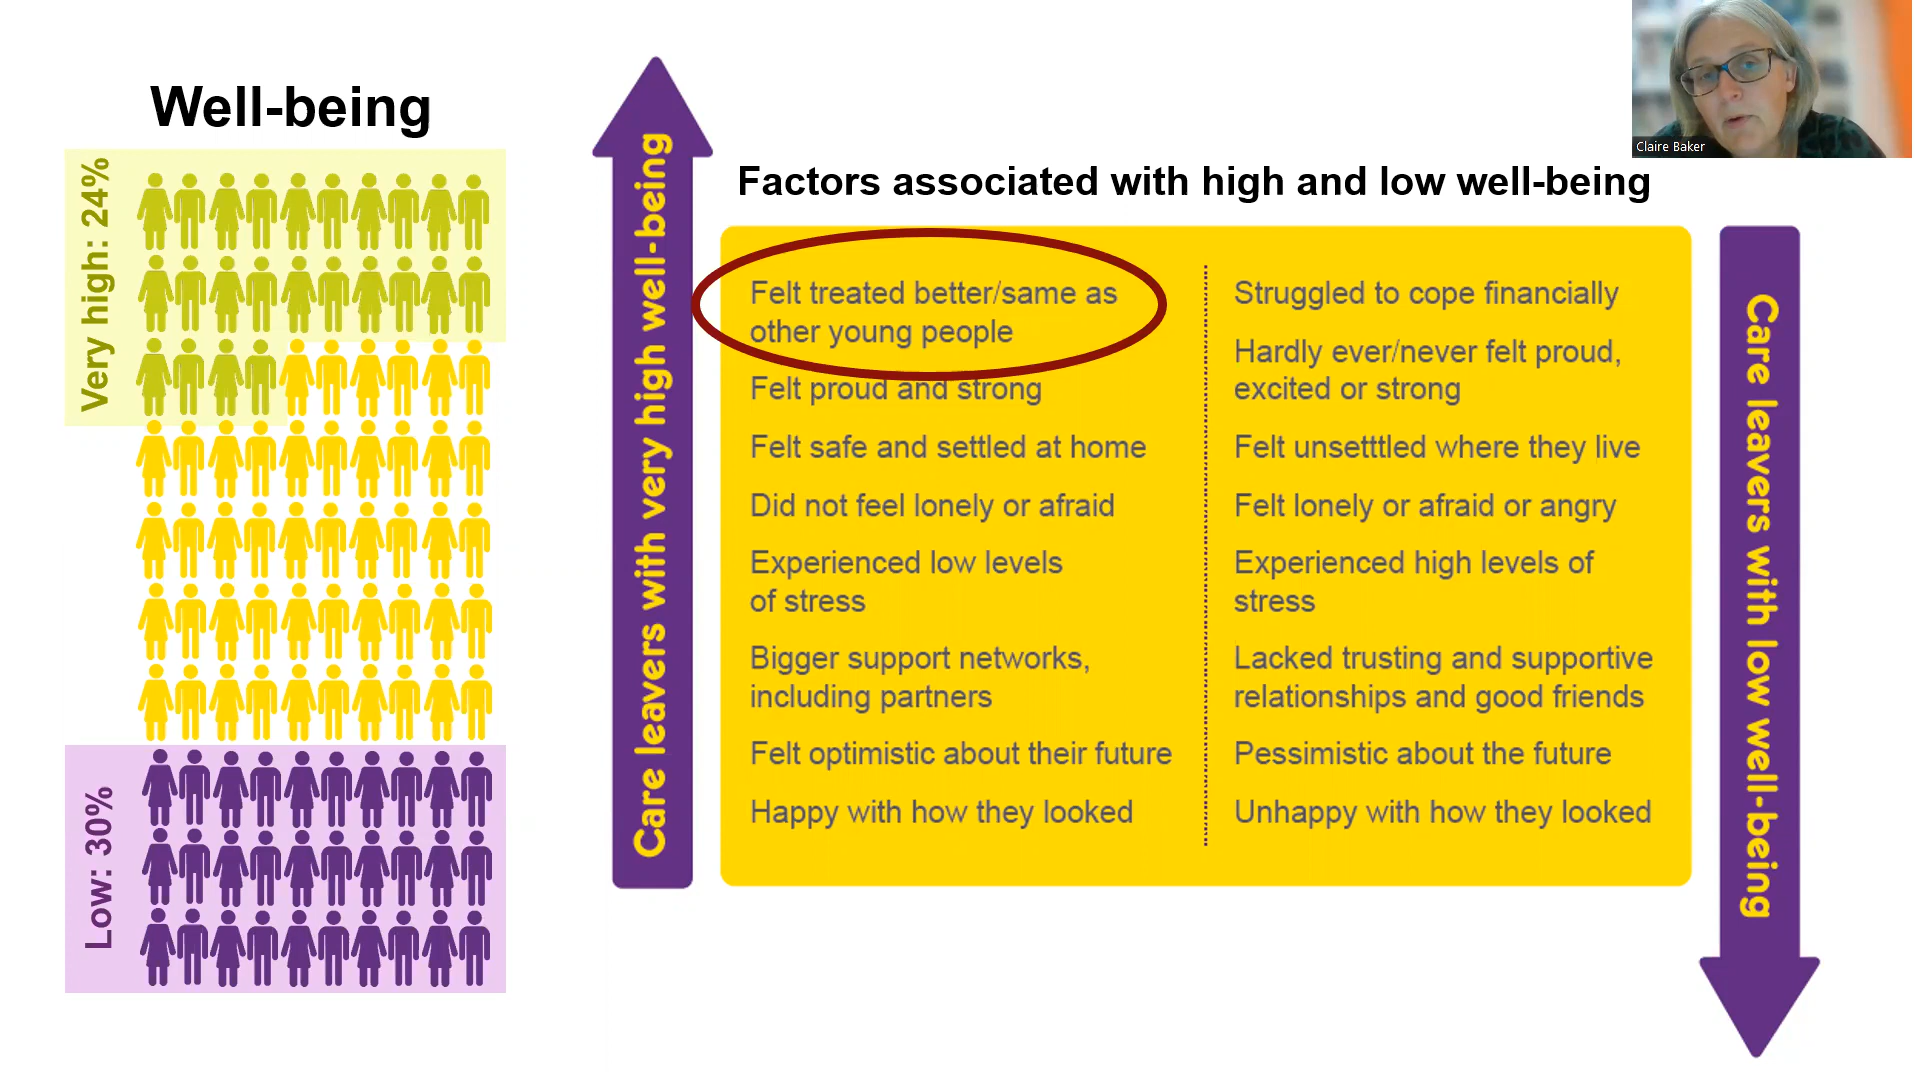 Well-being
Very high: 24%
Low: 30%
Care leavers with very high well-being
Factors associated with high and low well-being
Felt treated better/same as
other young people
Felt proud and strong
Felt safe and settled at home
Did not feel lonely or afraid
Experienced low levels
of stress
Bigger support networks,
including partners
Felt optimistic about their future
Happy with how they looked
Struggled to cope financially
Hardly ever/never felt proud,
excited or strong
Felt unsetttled where they live
Felt lonely or afraid or angry
Experienced high levels of
stress
Lacked trusting and supportive
relationships and good friends
Pessimistic about the future
Unhappy with how they looked
Care leavers with low well-being
Claire Baker